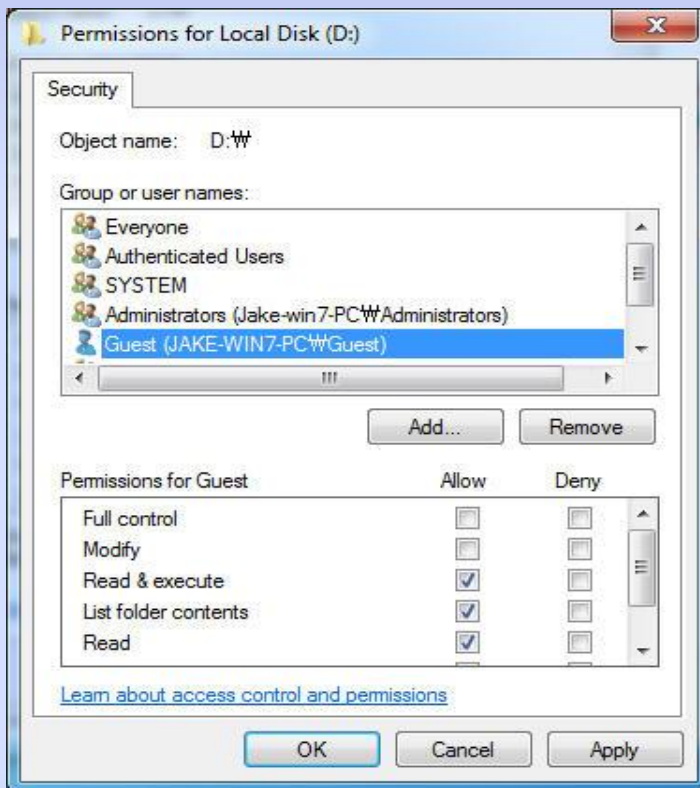 Permissions for Local Disk (D:)
Security
Object name: D:₩
Group or user names:
Everyone
Authenticated Users
SYSTEM
Administrators (Jake-win7-PC₩Administrators)
Guest (JAKE-WIN7-PC₩Guest)
Add... Remove
Permissions for Guest Allow Deny
Full control
Modify
Read & execute
List folder contents
Read
Learn about access control and permissions
OK Cancel Apply